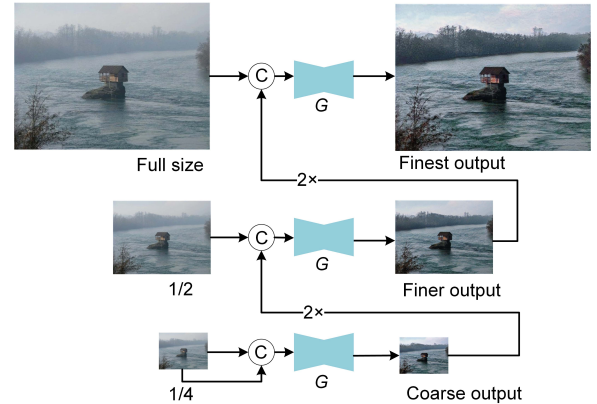 C
G
Full size
Finest output
2×
C
G
1/2
Finer output
2×
C
G
1/4
Coarse output